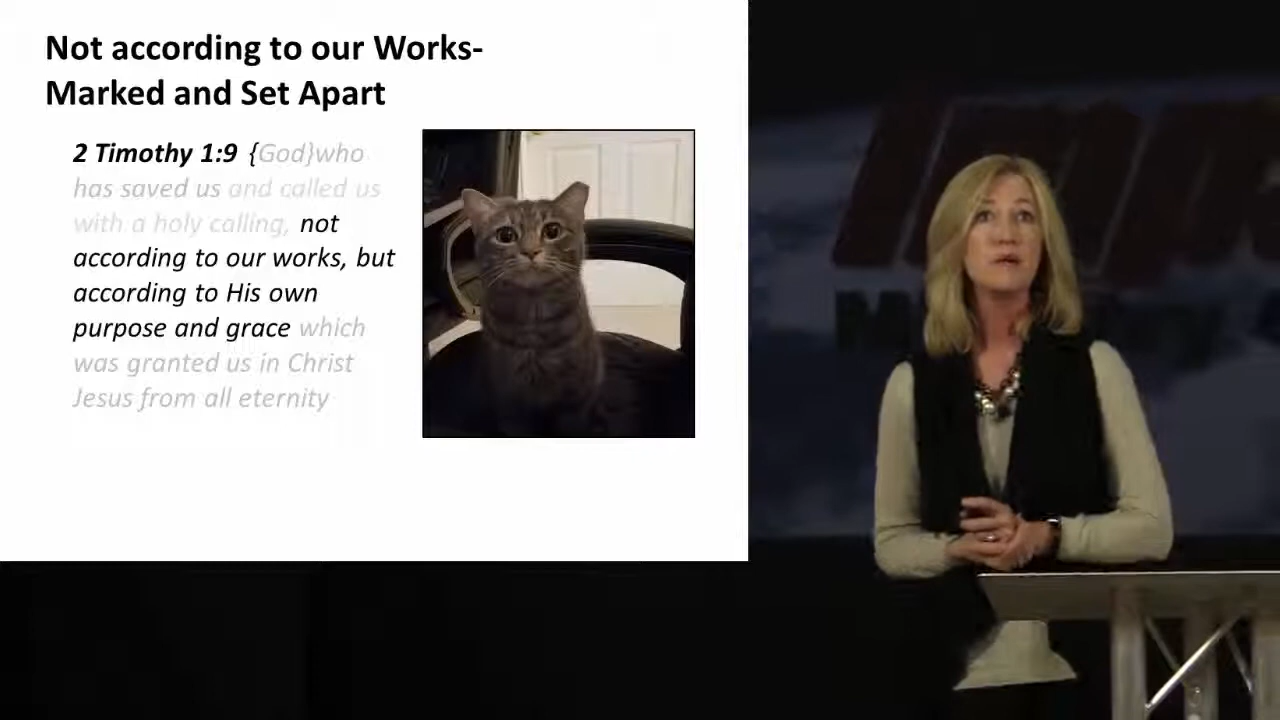 Not according to our Works-
Marked and Set Apart
2 Timothy 1:9 {God}who
has saved us and called us
with a holy calling, not
according to our works, but
according to His own
purpose and grace which
was granted us in Christ
Jesus from all eternity